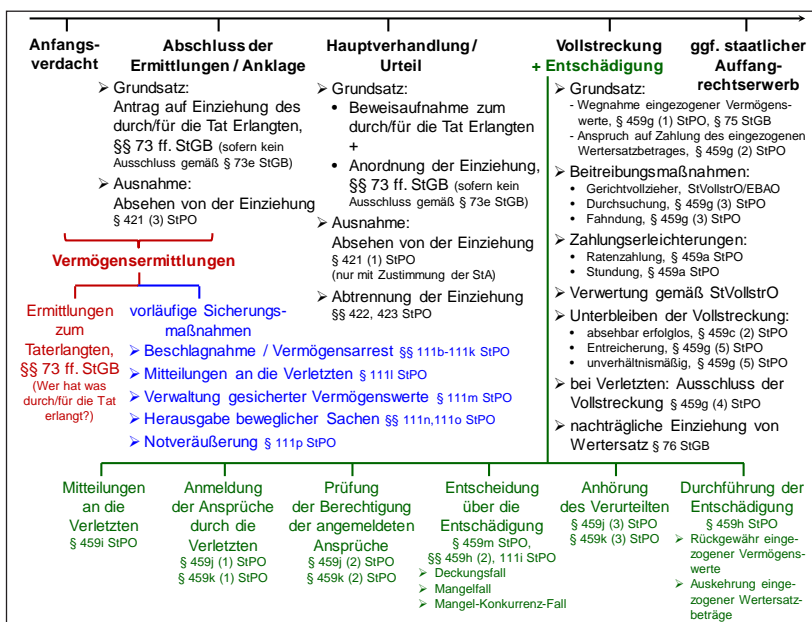 Anfangs-
verdacht
Abschluss der
Ermittlungen / Anklage
Hauptverhandlung /
Urteil
Vollstreckung
+ Entschädigung
ggf. staatlicher
Auffang-
rechtserwerb
➢ Grundsatz:
Antrag auf Einziehung des
durch/für die Tat Erlangten,
§§ 73 ff. StGB (sofern kein
Ausschluss gemäß § 73e StGB)
➢ Ausnahme:
Absehen von der Einziehung
§ 421 (3) StPO
➢ Grundsatz:
• Beweisaufnahme zum
durch/für die Tat Erlangten
+
• Anordnung der Einziehung,
§§ 73 ff. StGB (sofern kein
Ausschluss gemäß § 73e StGB)
➢ Ausnahme:
Absehen von der Einziehung
§ 421 (1) StPO
(nur mit Zustimmung der StA)
➢ Abtrennung der Einziehung
§§ 422, 423 StPO
➢ Grundsatz:
- Wegnahme eingezogener Vermögens-
werte, § 459g (1) StPO, § 75 StGB
- Anspruch auf Zahlung des eingezogenen
Wertersatzbetrages, § 459g (2) StPO
➢ Beitreibungsmaßnahmen:
• Gerichtvollzieher, StVollstrO/EBAO
• Durchsuchung, § 459g (3) StPO
• Fahndung, § 459g (3) StPO
➢ Zahlungserleichterungen:
• Ratenzahlung, § 459a StPO
• Stundung, § 459a StPO
➢ Verwertung gemäß StVollstrO
➢ Unterbleiben der Vollstreckung:
• absehbar erfolglos, § 459c (2) StPO
• Entreicherung, § 459g (5) StPO
• unverhältnismäßig, § 459g (5) StPO
➢ bei Verletzten: Ausschluss der
Vollstreckung § 459g (4) StPO
➢ nachträgliche Einziehung von
Wertersatz § 76 StGB
Vermögensermittlungen
Ermittlungen
zum
Taterlangten,
§§ 73 ff. StGB
(Wer hat was
durch/für die Tat
erlangt?)
vorläufige Sicherungs-
maßnahmen
➢ Beschlagnahme / Vermögensarrest §§ 111b-111k StPO
➢ Mitteilungen an die Verletzten § 111l StPO
➢ Verwaltung gesicherter Vermögenswerte § 111m StPO
➢ Herausgabe beweglicher Sachen §§ 111n,111o StPO
➢ Notveräußerung § 111p StPO
Mitteilungen
an die
Verletzten
§ 459i StPO
Anmeldung
der Ansprüche
durch die
Verletzten
§ 459j (1) StPO
§ 459k (1) StPO
Prüfung
der Berechtigung
der angemeldeten
Ansprüche
§ 459j (2) StPO
§ 459k (2) StPO
Entscheidung
über die
Entschädigung
§ 459m StPO,
§§ 459h (2), 111i StPO
➢ Deckungsfall
➢ Mangelfall
➢ Mangel-Konkurrenz-Fall
Anhörung
des Verurteilten
§ 459j (3) StPO
§ 459k (3) StPO
Durchführung der
Entschädigung
§ 459h StPO
➢ Rückgewähr einge-
zogener Vermögens-
werte
➢ Auskehrung einge-
zogener Wertersatz-
beträge